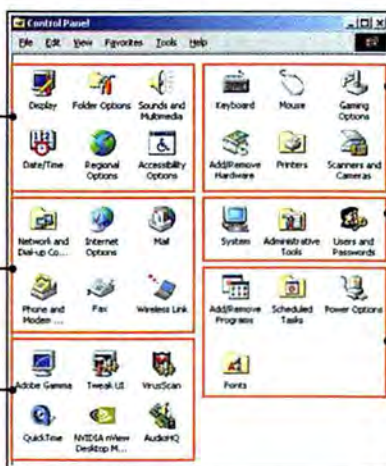 Control Panel
File Edit View Favorites Tools Help
Display Folder Options Sounds and Multimedia
Date/Time Regional Options Accessibility Options
Keyboard Mouse Gaming Options
Add/Remove Hardware Printers Scanners and Cameras
Network and Dial-up Co... Internet Options Mail
Phone and Modem ... Fax Wireless Link
System Administrative Tools Users and Passwords
Add/Remove Programs Scheduled Tasks Power Options
Fonts
Adobe Gamma Tweak UI VirusScan
QuickTime NVIDIA nView Desktop M... AudioHQ